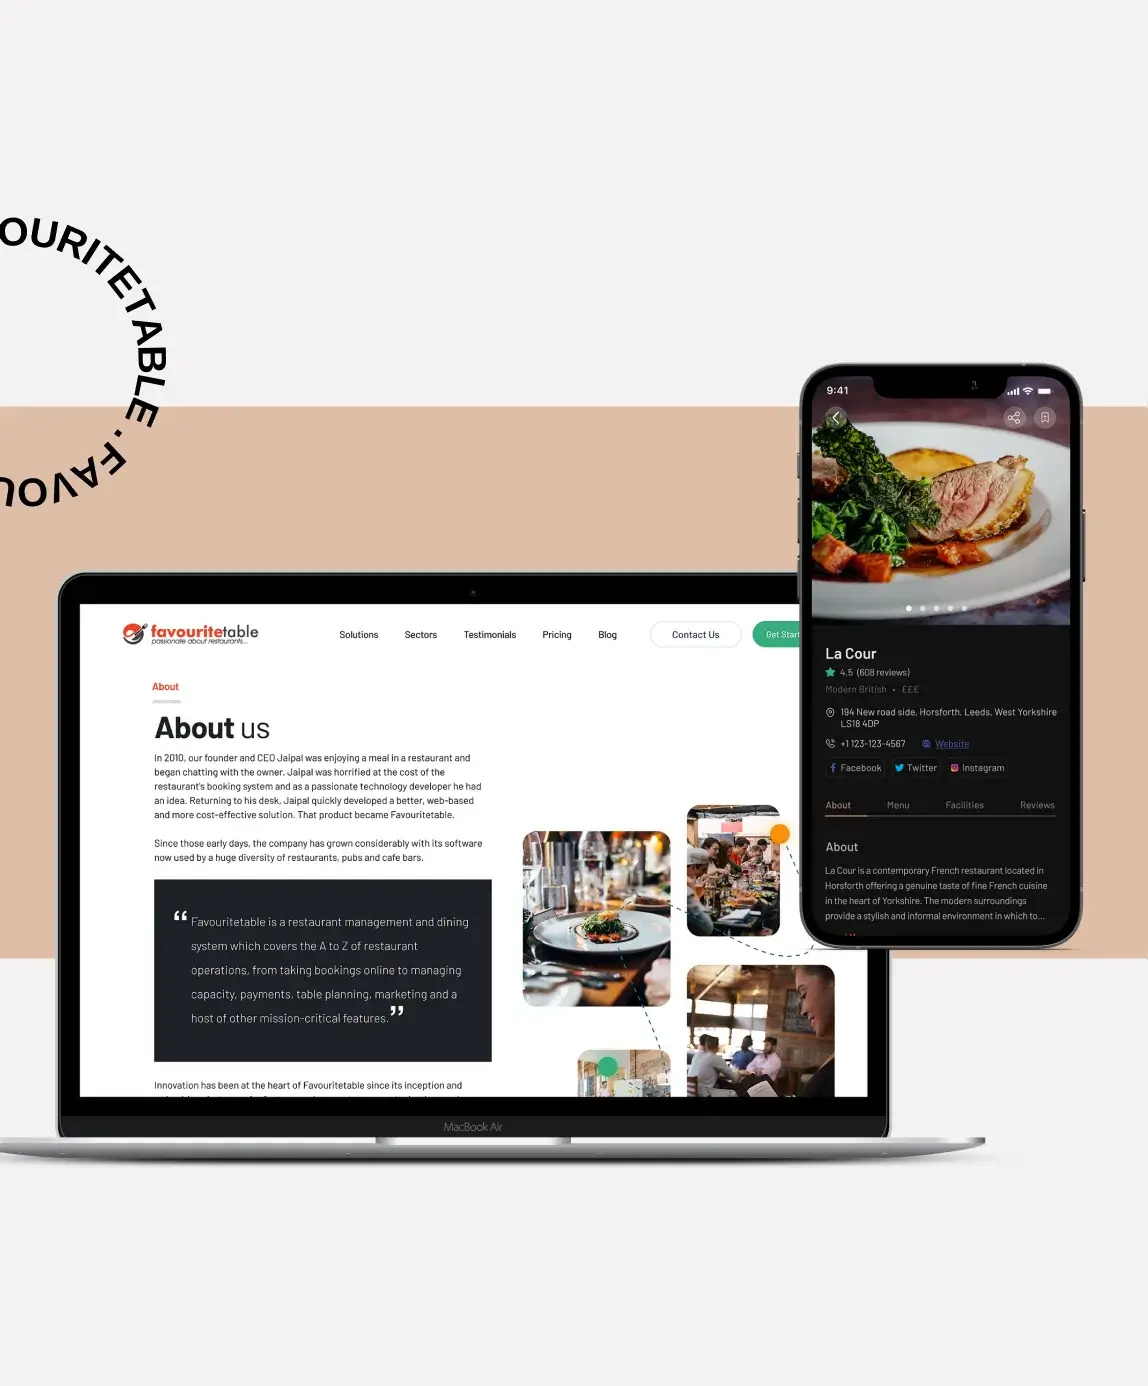 OURITETABLE . FAVOU
favouritetable
passionate about restaurants...
Solutions
Sectors
Testimonials
Pricing
Blog
Contact Us
Get Start
About
About us
In 2010, our founder and CEO Jaipal was enjoying a meal in a restaurant and
began chatting with the owner. Jaipal was horrified at the cost of the
restaurant's booking system and as a passionate technology developer he had
an idea. Returning to his desk, Jaipal quickly developed a better, web-based
and more cost-effective solution. That product became Favouritetable.
Since those early days, the company has grown considerably with its software
now used by a huge diversity of restaurants, pubs and cafe bars.
“ Favouritetable is a restaurant management and dining
system which covers the A to Z of restaurant
operations, from taking bookings online to managing
capacity, payments, table planning, marketing and a
host of other mission-critical features. ”
Innovation has been at the heart of Favouritetable since its inception and
MacBook Air
9:41
La Cour
4.5 (608 reviews)
Modern British • £££
194 New road side, Horsforth, Leeds, West Yorkshire
LS18 4DP
+1 123-123-4567
Website
Facebook
Twitter
Instagram
About
Menu
Facilities
Reviews
About
La Cour is a contemporary French restaurant located in
Horsforth offering a genuine taste of fine French cuisine
in the heart of Yorkshire. The modern surroundings
provide a stylish and informal environment in which to...